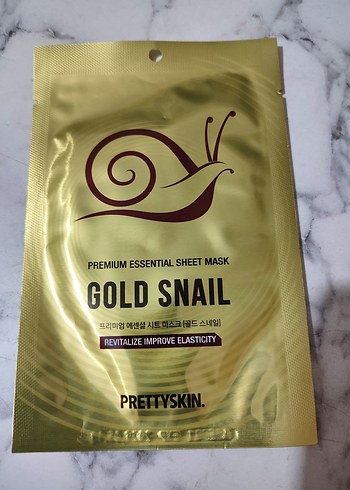 PREMIUM ESSENTIAL SHEET MASK
GOLD SNAIL
프리미엄 에센셜 시트 마스크 [골드 스네일]
REVITALIZE IMPROVE ELASTICITY
PRETTYSKIN.